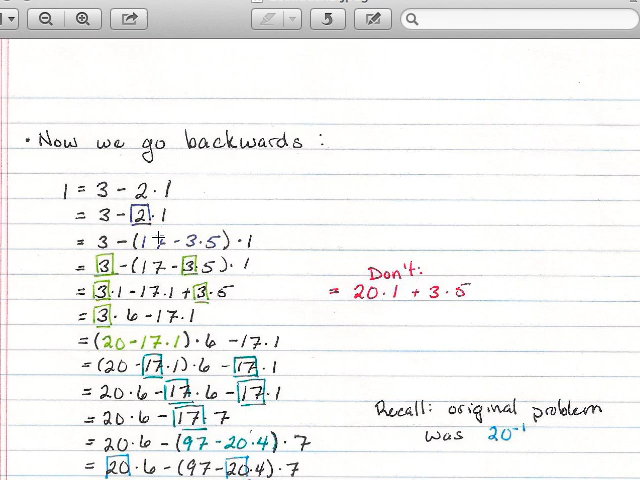 • Now we go backwards :
1 = 3 - 2·1
= 3 - 2·1
= 3 - (17 - 3·5)·1
= 3 - (17 - 3·5)·1
= 3·1 - 17·1 + 3·5
= 3·6 - 17·1
= (20 - 17·1)·6 - 17·1
= (20 - 17·1)·6 - 17·1
= 20·6 - 17·6 - 17·1
= 20·6 - 17·7
= 20·6 - (97 - 20·4)·7
= 20·6 - (97 - 20·4)·7
Don't:
= 20·1 + 3·5
Recall: original problem
was 20⁻¹